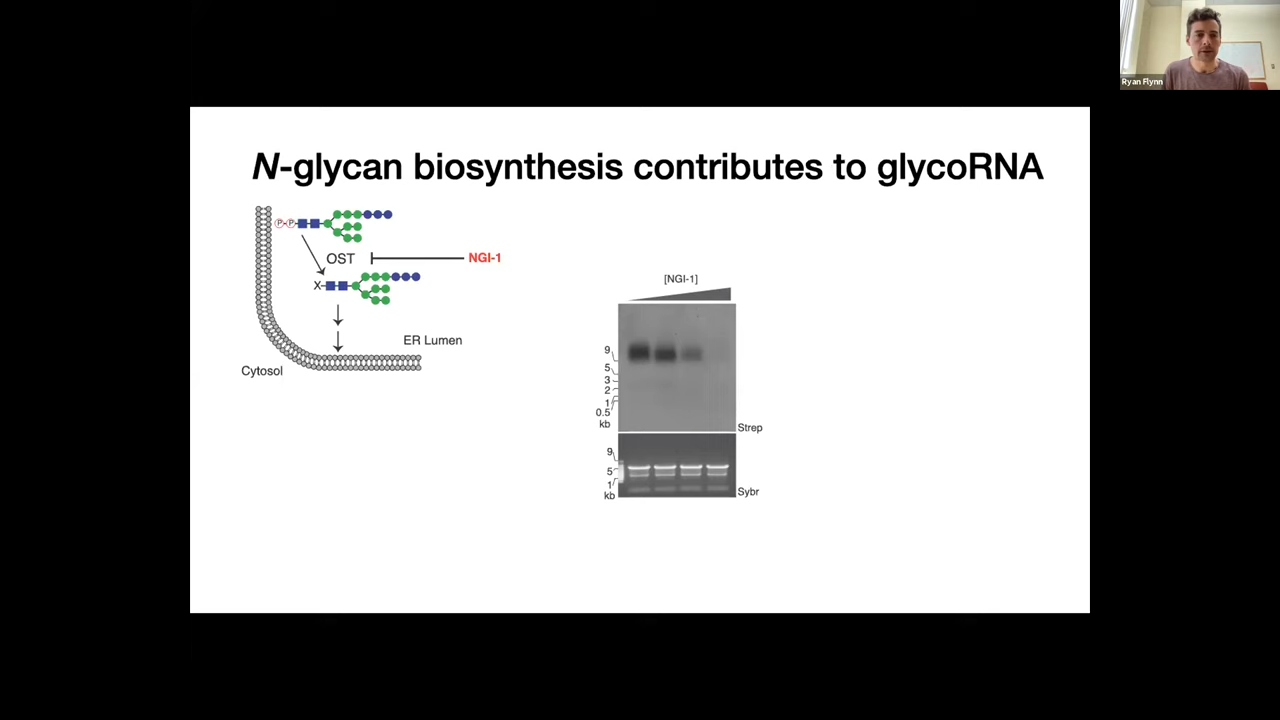 Ryan Flynn
N-glycan biosynthesis contributes to glycoRNA
P P
OST
NGI-1
X
ER Lumen
Cytosol
[NGI-1]
9
5
3
2
1
0.5
kb
Strep
9
5
1
kb
Sybr